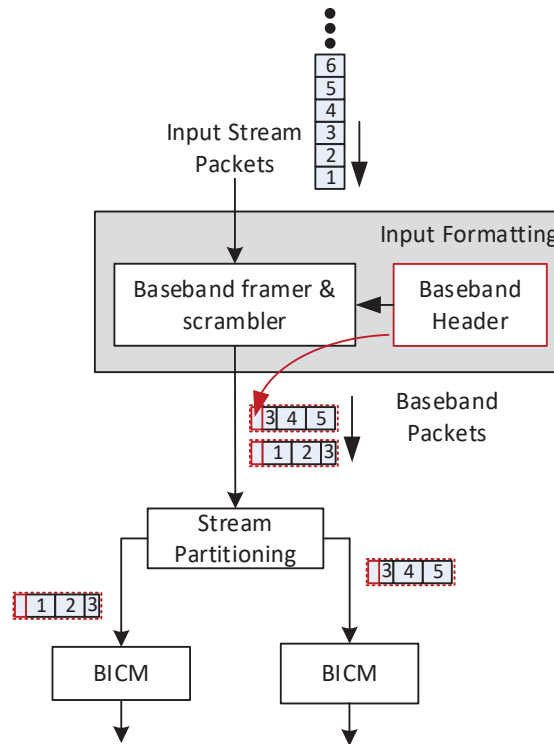 6
5
4
3
2
1
Input Stream
Packets
Input Formatting
Baseband framer &
scrambler
Baseband
Header
3 4 5
1 2 3
Baseband
Packets
Stream
Partitioning
3 4 5
1 2 3
BICM
BICM